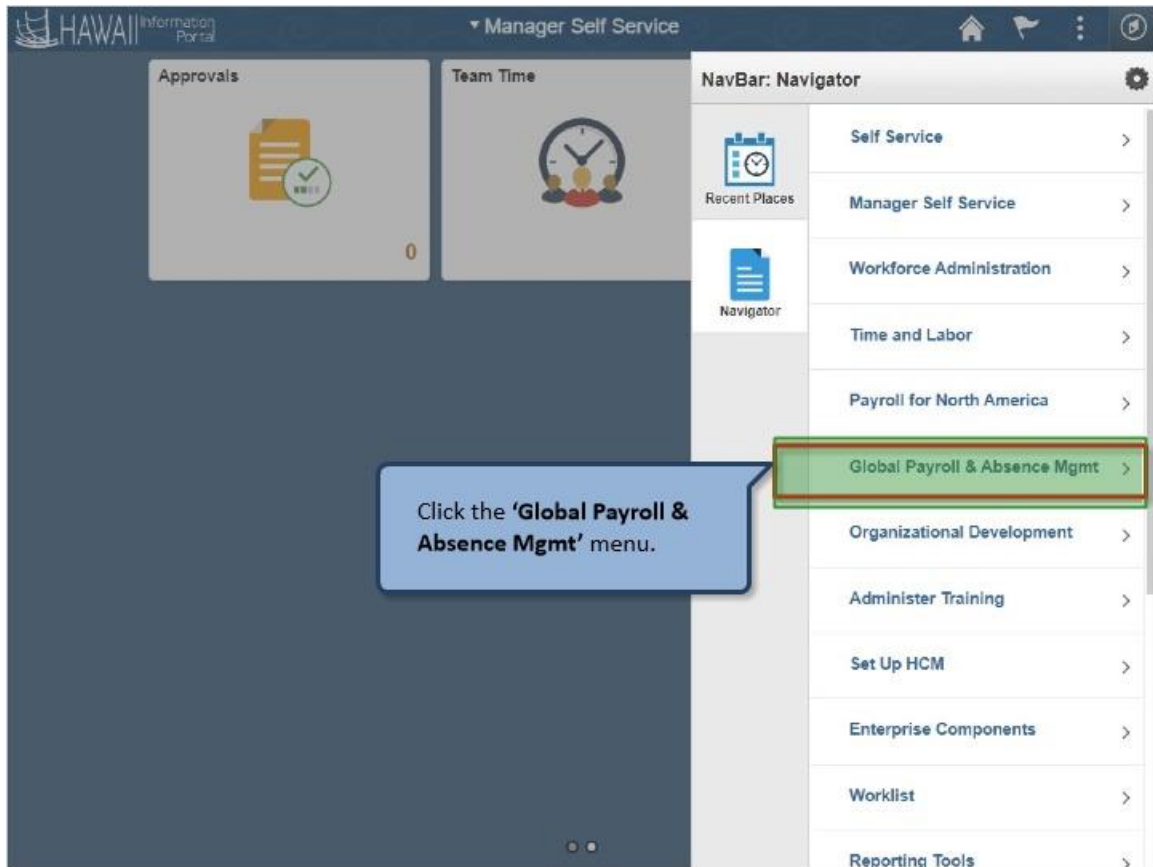 HAWAII Information
Portal
▾ Manager Self Service
Approvals
0
Team Time
NavBar: Navigator
Recent Places
Navigator
Self Service
Manager Self Service
Workforce Administration
Time and Labor
Payroll for North America
Global Payroll & Absence Mgmt
Organizational Development
Administer Training
Set Up HCM
Enterprise Components
Worklist
Reporting Tools
Click the ‘Global Payroll &
Absence Mgmt’ menu.